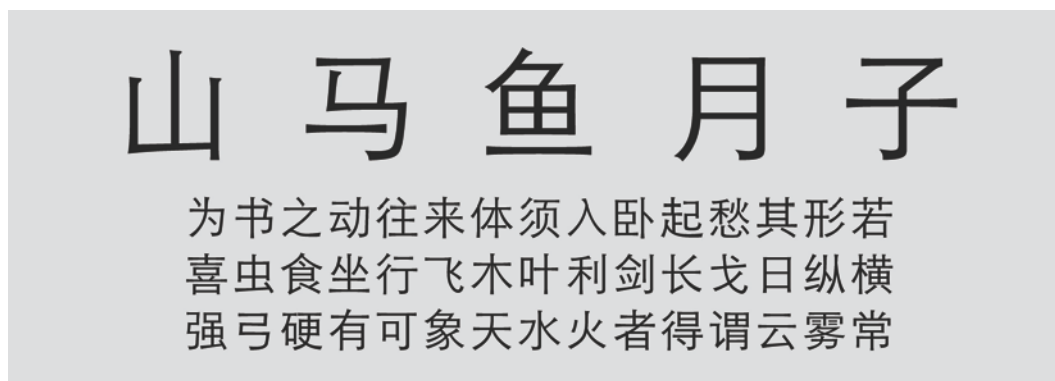 山马鱼月子
为书之动往来体须入卧起愁其形若
喜虫食坐行飞木叶利剑长戈日纵横
强弓硬有可象天水火者得谓云雾常